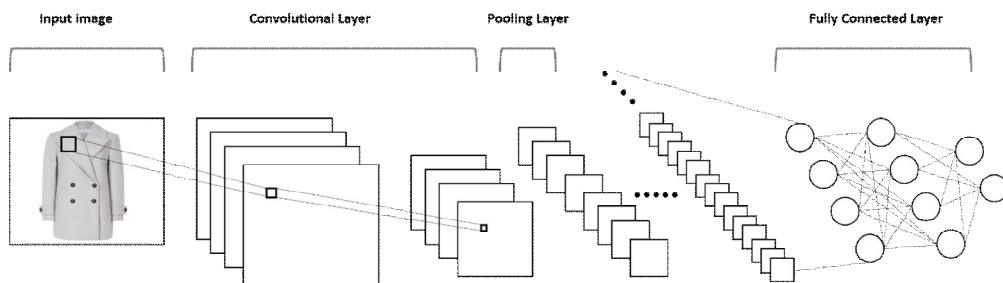 Input image
Convolutional Layer
Pooling Layer
Fully Connected Layer